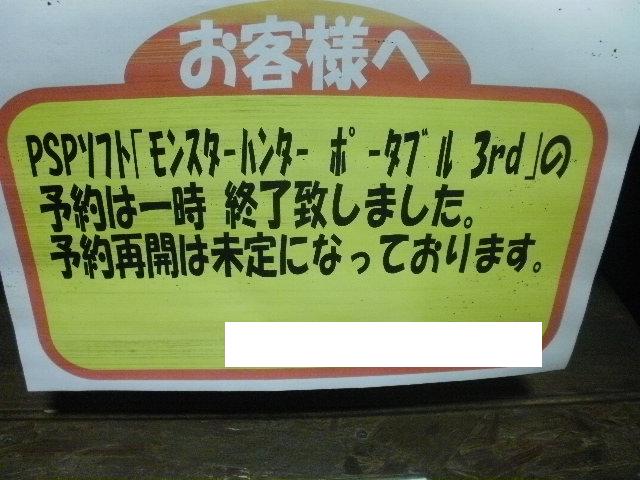 お客様へ
PSPｿﾌﾄ｢ﾓﾝｽﾀｰﾊﾝﾀｰ ﾎﾟｰﾀﾌﾞﾙ 3rd｣の
予約は一時 終了致しました。
予約再開は未定になっております。